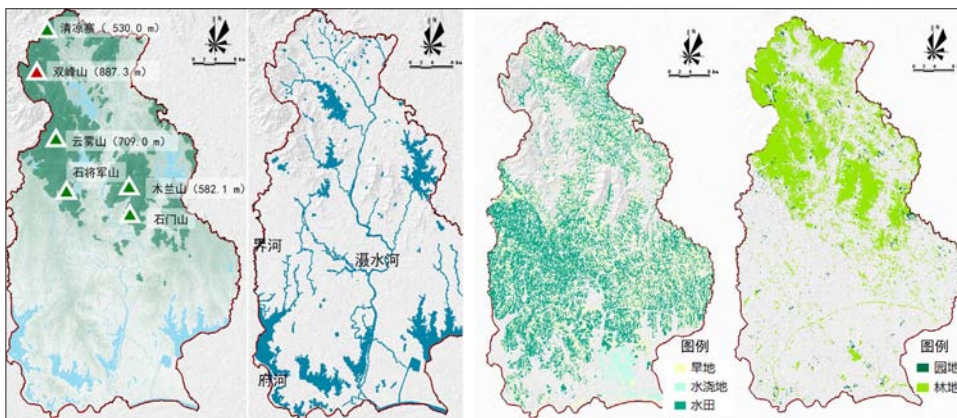 清凉寨（530.0 m）
双峰山（887.3 m）
云雾山（709.0 m）
石将军山
木兰山（582.1 m）
石门山
界河
滠水河
府河
图例
旱地
水浇地
水田
图例
园地
林地